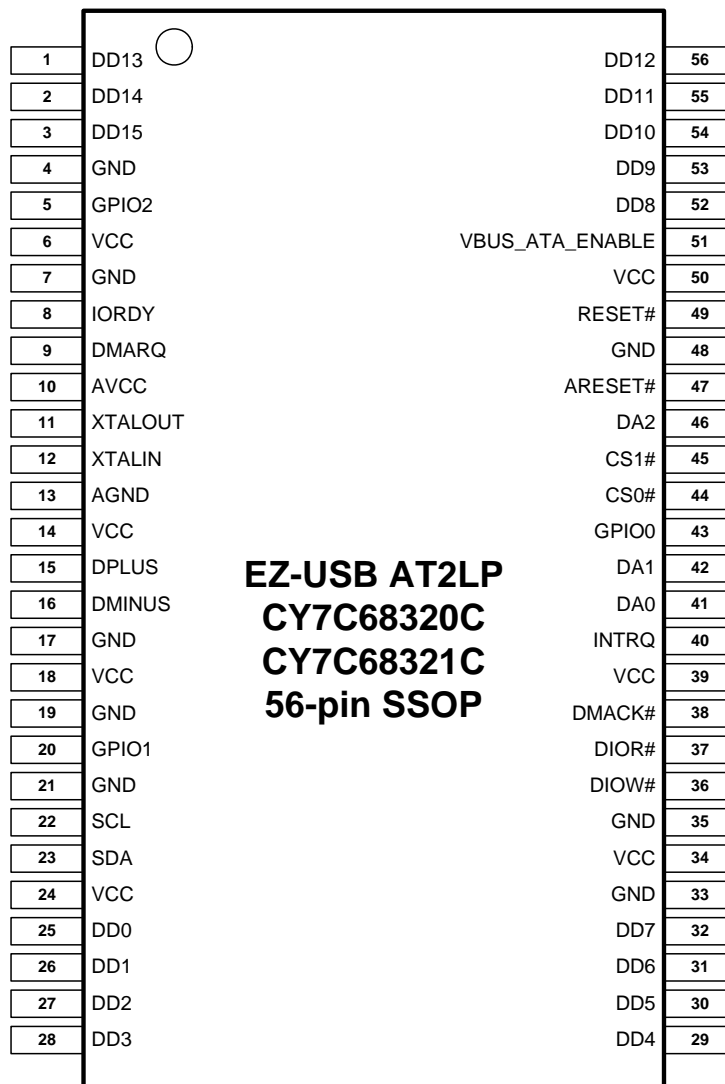 1 DD13 DD12 56
2 DD14 DD11 55
3 DD15 DD10 54
4 GND DD9 53
5 GPIO2 DD8 52
6 VCC VBUS_ATA_ENABLE 51
7 GND VCC 50
8 IORDY RESET# 49
9 DMARQ GND 48
10 AVCC ARESET# 47
11 XTALOUT DA2 46
12 XTALIN CS1# 45
13 AGND CS0# 44
14 VCC GPIO0 43
15 DPLUS DA1 42
16 DMINUS DA0 41
17 GND INTRQ 40
18 VCC VCC 39
19 GND DMACK# 38
20 GPIO1 DIOR# 37
21 GND DIOW# 36
22 SCL GND 35
23 SDA VCC 34
24 VCC GND 33
25 DD0 DD7 32
26 DD1 DD6 31
27 DD2 DD5 30
28 DD3 DD4 29
EZ-USB AT2LP
CY7C68320C
CY7C68321C
56-pin SSOP